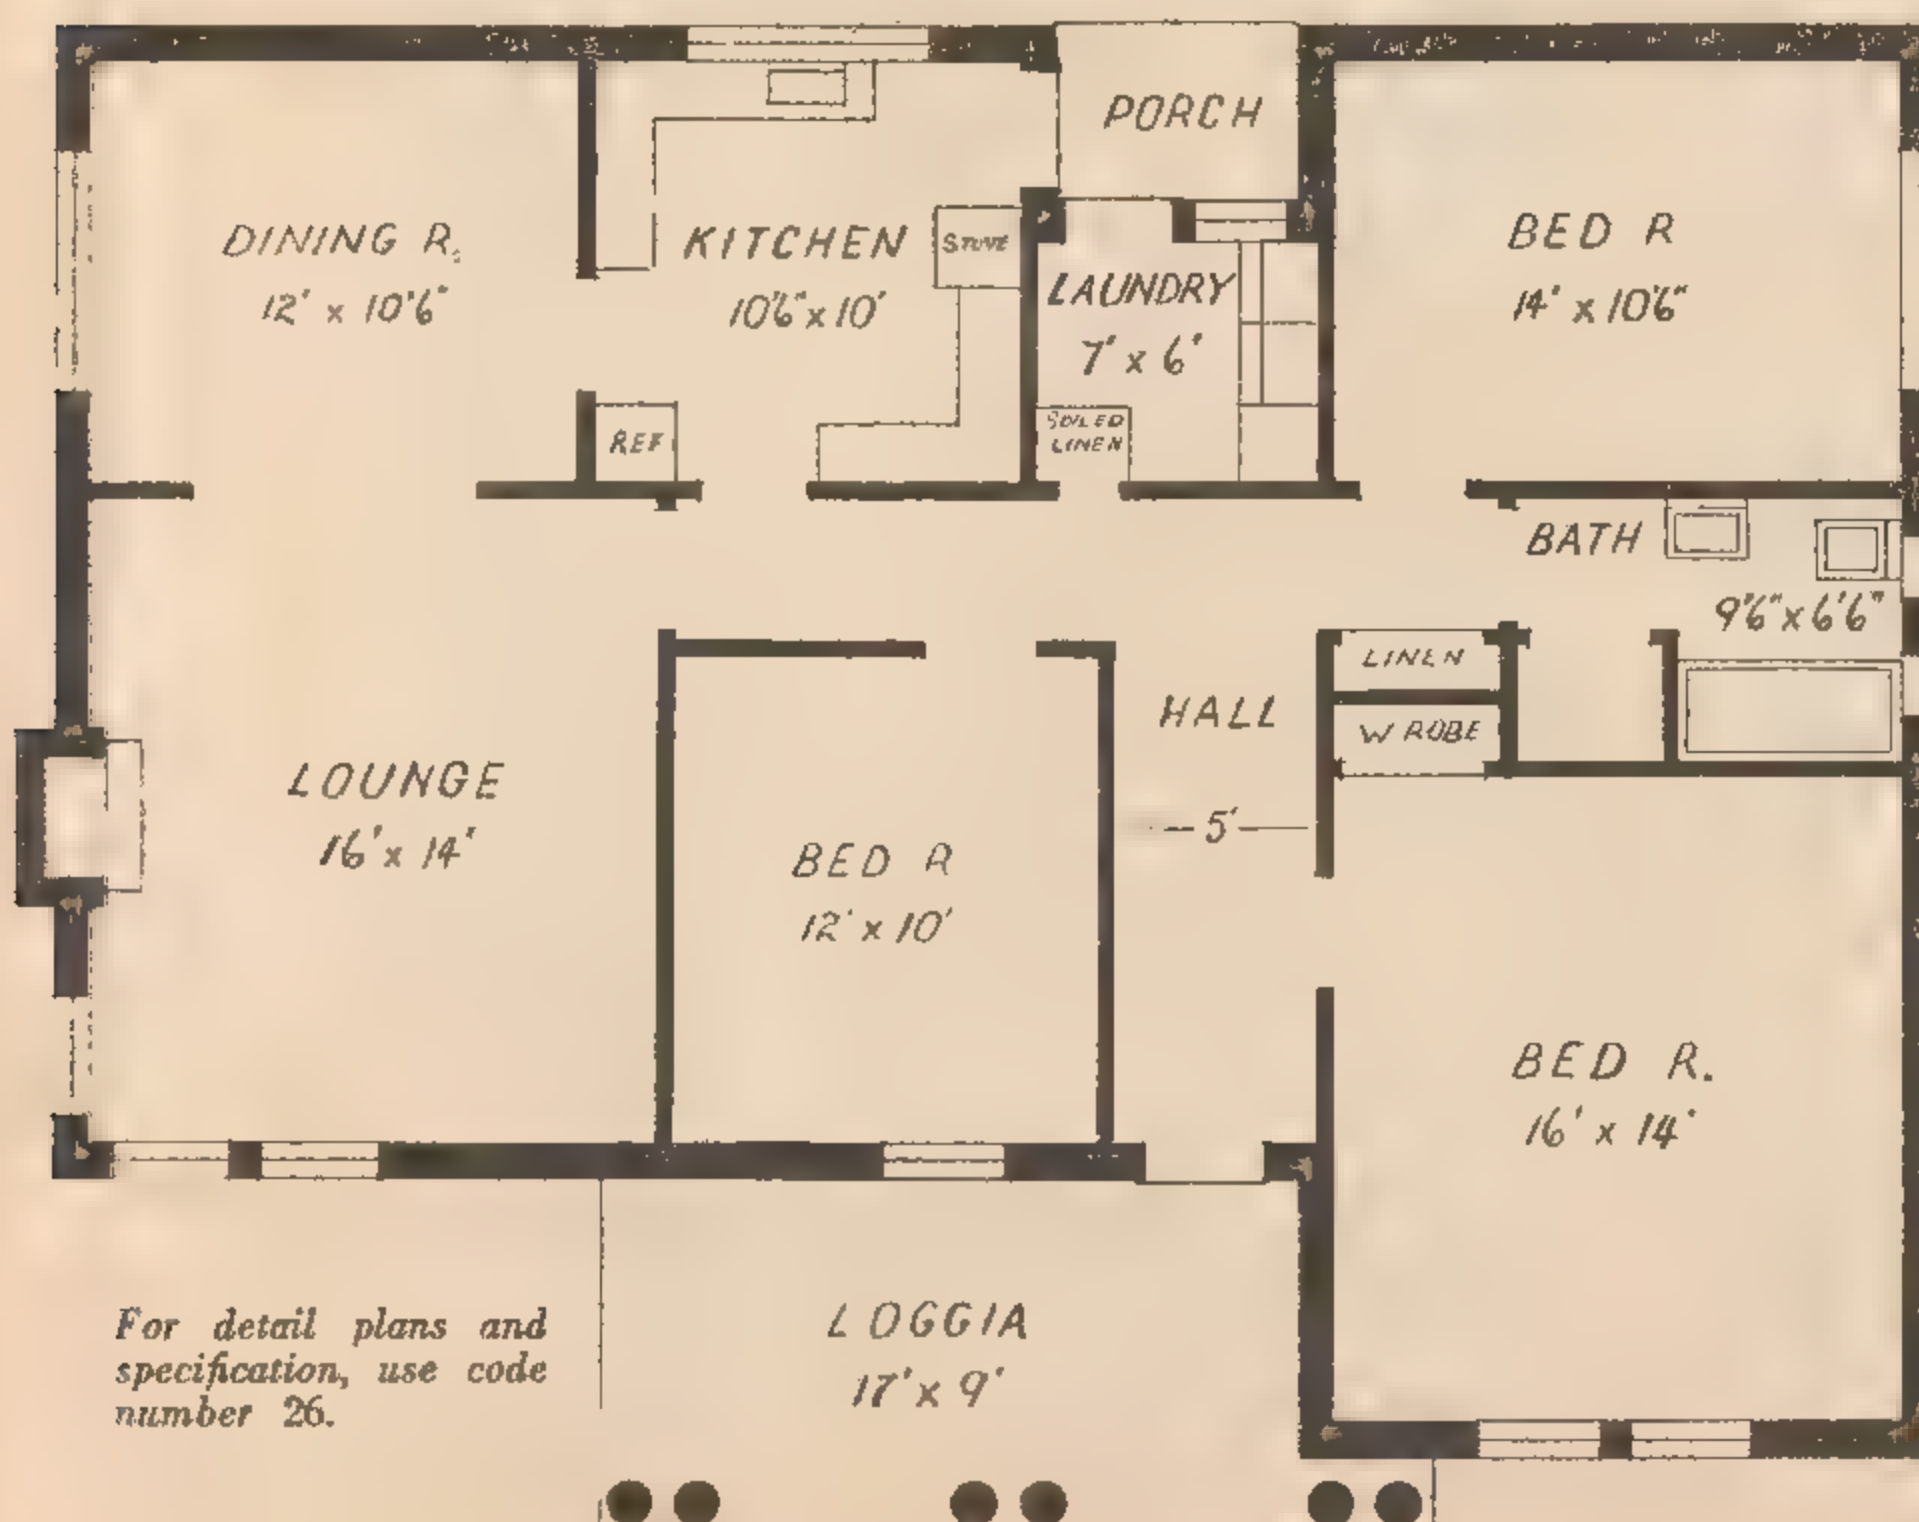 PORCH
DINING R.
12' x 10'6"
KITCHEN
10'6" x 10'
STOVE
REF
LAUNDRY
7' x 6'
SOILED
LINEN
BED R
14' x 10'6"
BATH
9'6" x 6'6"
LINEN
W ROBE
HALL
5'
LOUNGE
16' x 14'
BED R
12' x 10'
BED R.
16' x 14'
LOGGIA
17' x 9'
For detail plans and
specification, use code
number 26.